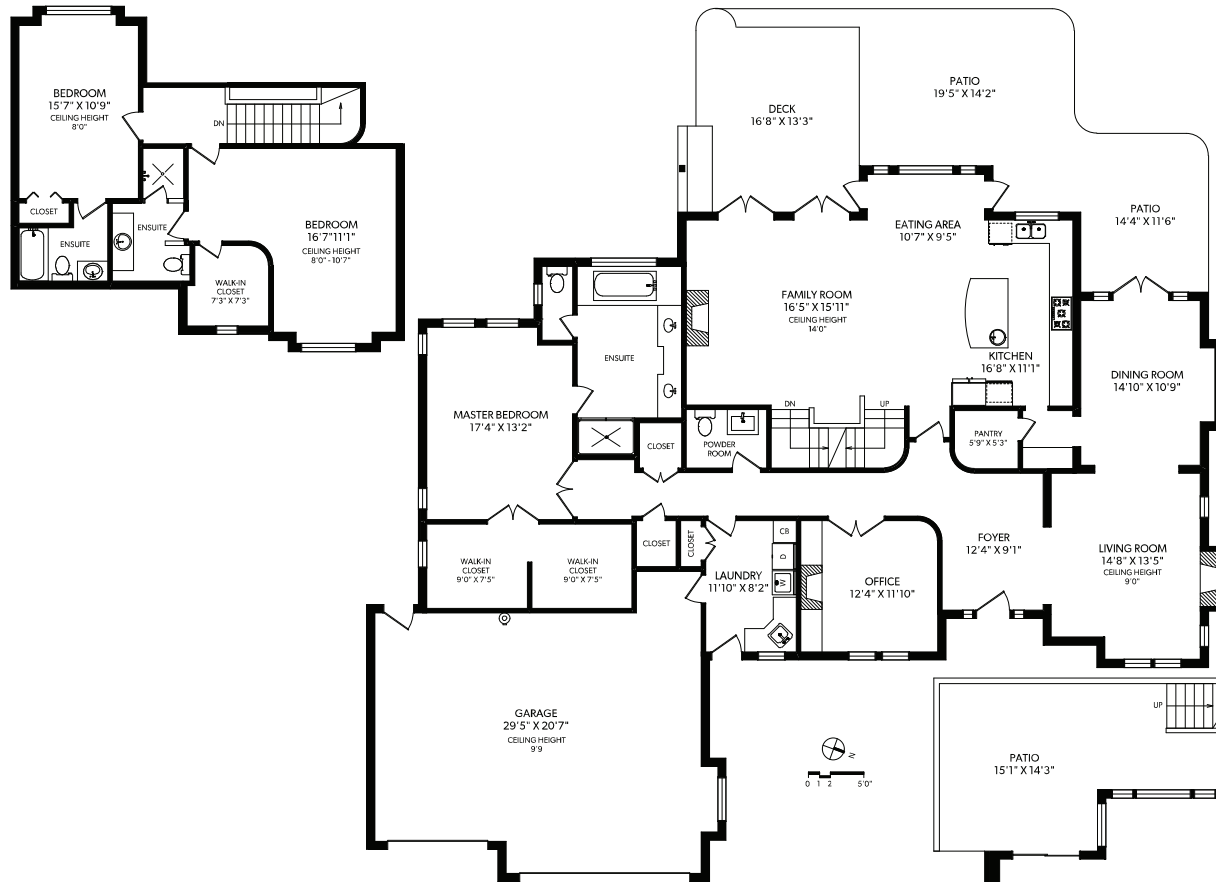 BEDROOM
15'7" X 10'9"
CEILING HEIGHT
8'0"
DN
CLOSET
ENSUITE
ENSUITE
BEDROOM
16'7"11'1"
CEILING HEIGHT
8'0" - 10'7"
WALK-IN
CLOSET
7'3" X 7'3"
DECK
16'8" X 13'3"
PATIO
19'5" X 14'2"
PATIO
14'4" X 11'6"
EATING AREA
10'7" X 9'5"
FAMILY ROOM
16'5" X 15'11"
CEILING HEIGHT
14'0"
KITCHEN
16'8" X 11'1"
DINING ROOM
14'10" X 10'9"
ENSUITE
MASTER BEDROOM
17'4" X 13'2"
CLOSET
POWDER
ROOM
DN
UP
PANTRY
5'9" X 5'3"
WALK-IN
CLOSET
9'0" X 7'5"
WALK-IN
CLOSET
9'0" X 7'5"
CLOSET
CLOSET
CB
D
W
LAUNDRY
11'10" X 8'2"
OFFICE
12'4" X 11'10"
FOYER
12'4" X 9'1"
LIVING ROOM
14'8" X 13'5"
CEILING HEIGHT
9'0"
GARAGE
29'5" X 20'7"
CEILING HEIGHT
9'9
N
0 1 2 5'0"
UP
PATIO
15'1" X 14'3"